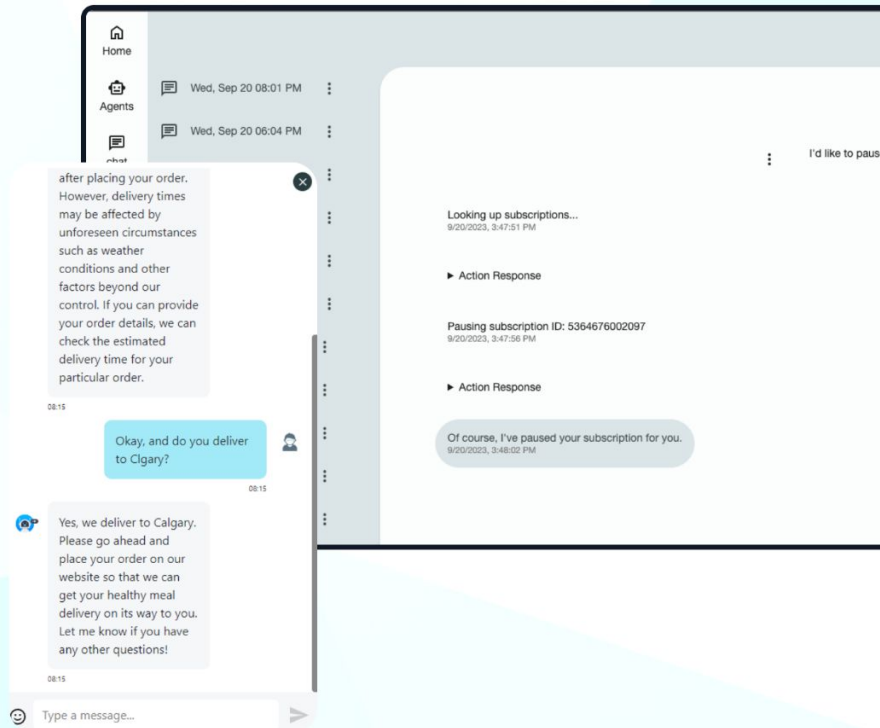 Home
Agents
chat
Wed, Sep 20 08:01 PM
Wed, Sep 20 06:04 PM
I'd like to paus
Looking up subscriptions...
9/20/2023, 3:47:51 PM
▶ Action Response
Pausing subscription ID: 5364676002097
9/20/2023, 3:47:56 PM
▶ Action Response
Of course, I've paused your subscription for you.
9/20/2023, 3:48:02 PM
after placing your order.
However, delivery times
may be affected by
unforeseen circumstances
such as weather
conditions and other
factors beyond our
control. If you can provide
your order details, we can
check the estimated
delivery time for your
particular order.
08:15
Okay, and do you deliver
to Clgary?
08:15
Yes, we deliver to Calgary.
Please go ahead and
place your order on our
website so that we can
get your healthy meal
delivery on its way to you.
Let me know if you have
any other questions!
08:15
Type a message...